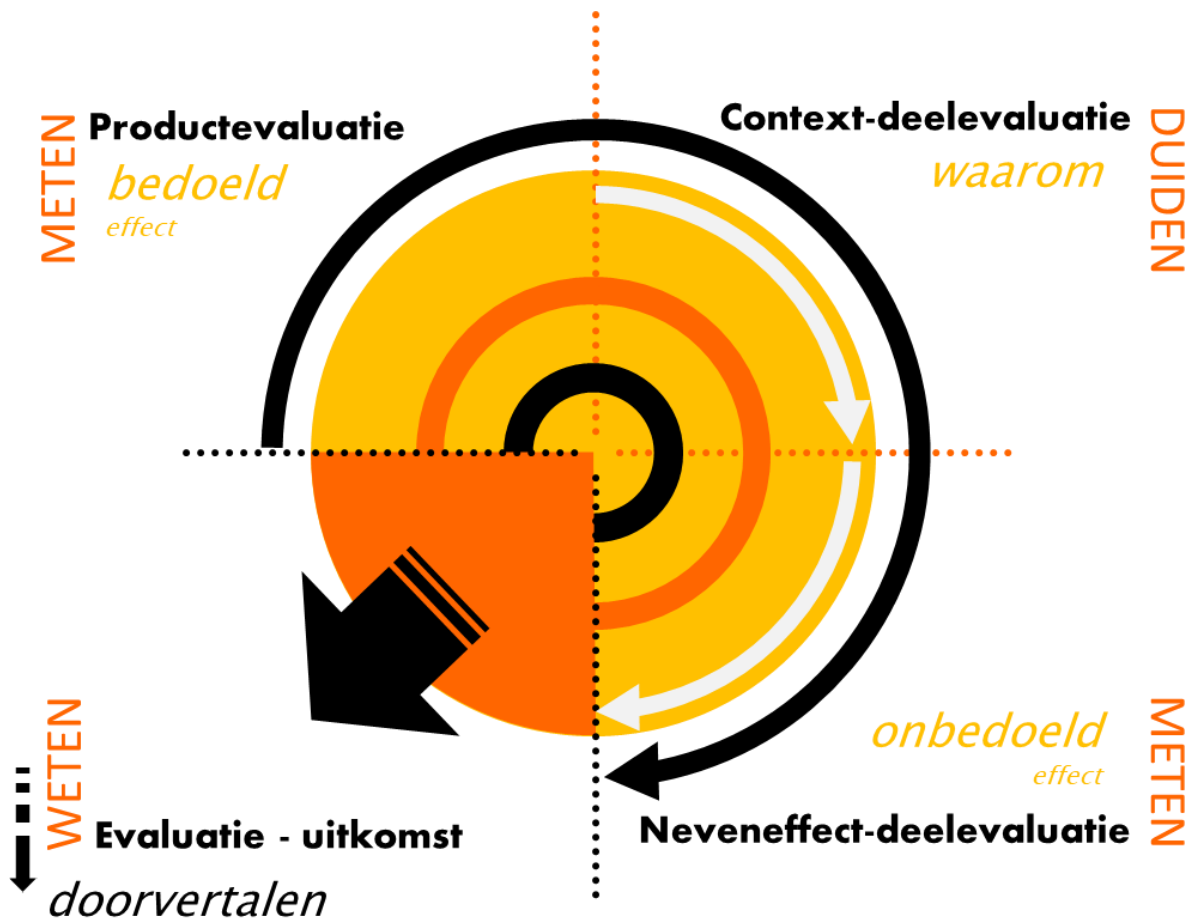 METEN
Productevaluatie
bedoeld
effect
Context-deelevaluatie
waarom
DUIDEN
WETEN
Evaluatie - uitkomst
doorvertalen
onbedoeld
effect
Neveneffect-deelevaluatie
METEN